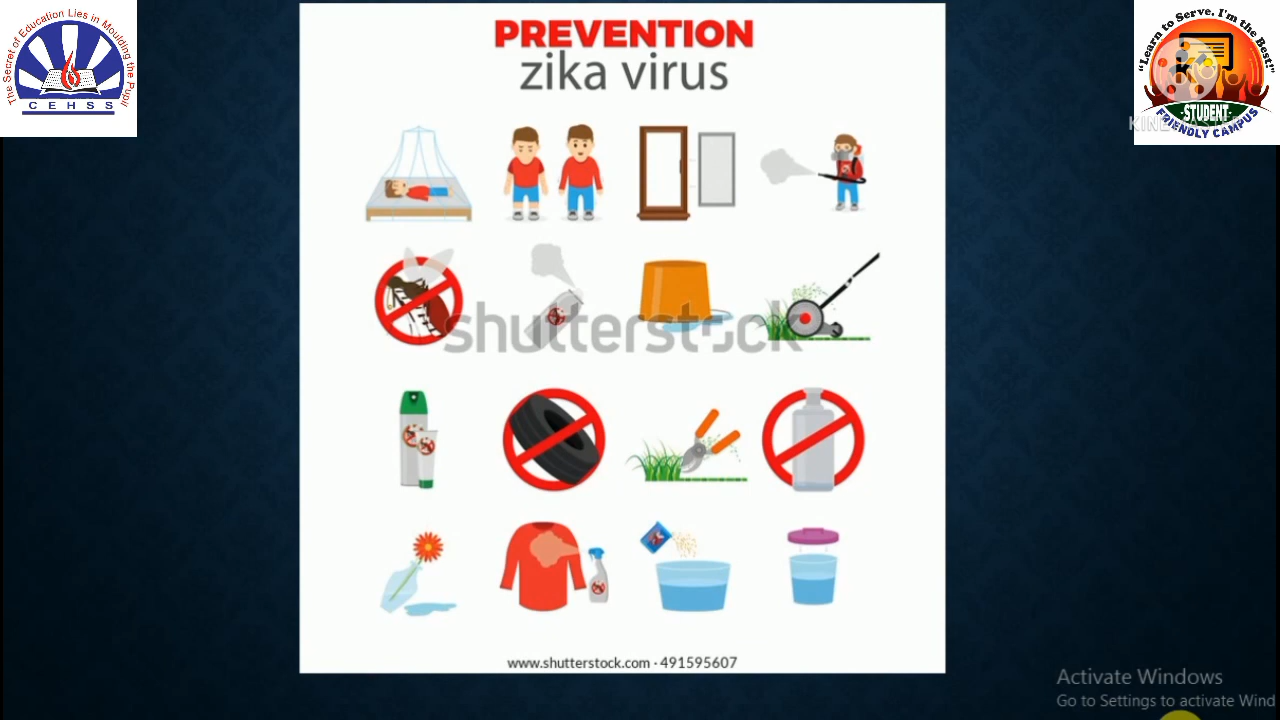 The Secret of Education Lies in Moulding the Pupil
CEHSS
PREVENTION
zika virus
"Learn to Serve, I'm the Best!"
STUDENT
FRIENDLY CAMPUS
shutterstock
www.shutterstock.com · 491595607
Activate Windows
Go to Settings to activate Wind